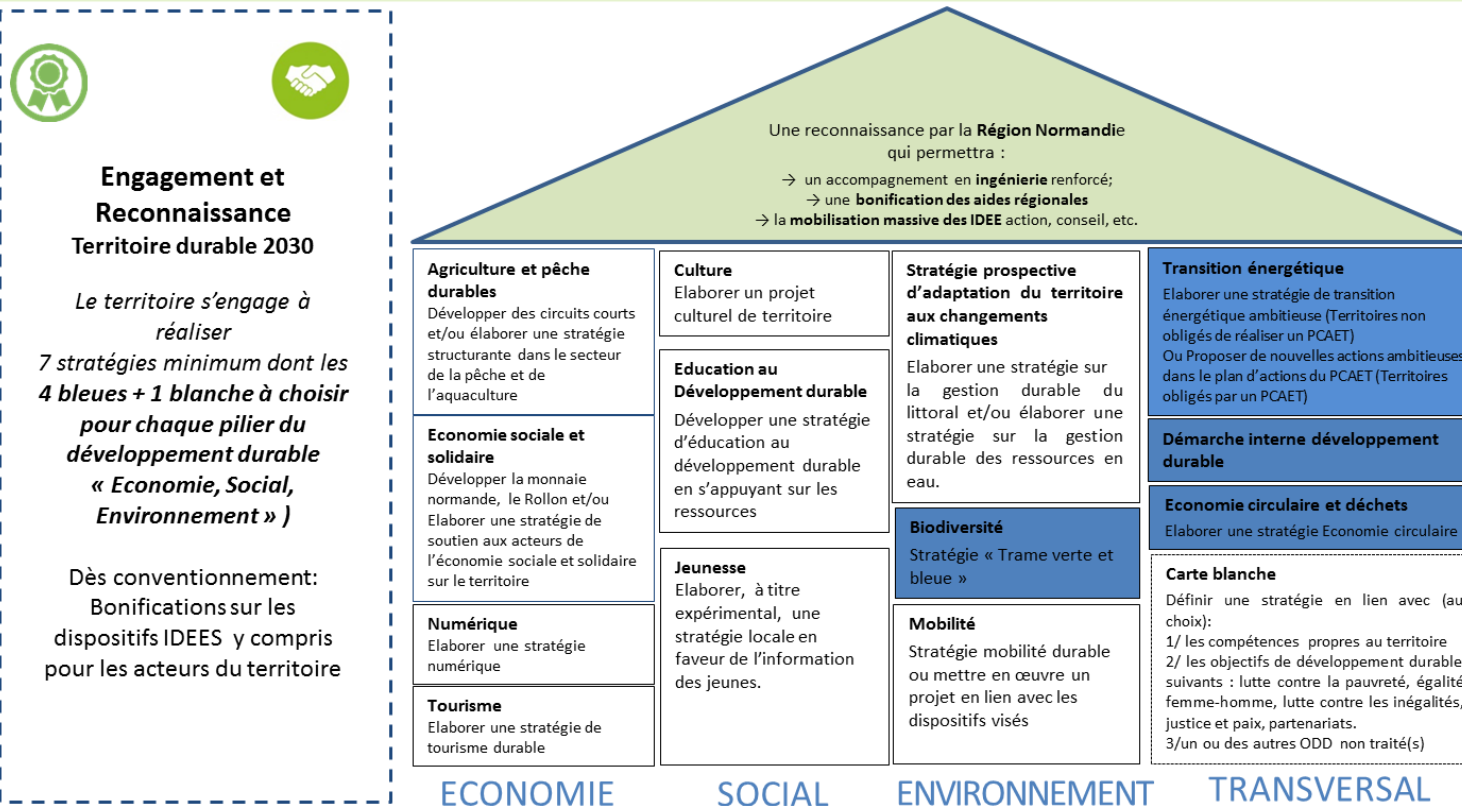 Engagement et
Reconnaissance
Territoire durable 2030
Le territoire s’engage à
réaliser
7 stratégies minimum dont les
4 bleues + 1 blanche à choisir
pour chaque pilier du
développement durable
« Economie, Social,
Environnement » )
Dès conventionnement:
Bonifications sur les
dispositifs IDEES y compris
pour les acteurs du territoire
Une reconnaissance par la Région Normandie
qui permettra :
→ un accompagnement en ingénierie renforcé;
→ une bonification des aides régionales
→ la mobilisation massive des IDEE action, conseil, etc.
Agriculture et pêche
durables
Développer des circuits courts
et/ou élaborer une stratégie
structurante dans le secteur
de la pêche et de
l’aquaculture
Economie sociale et
solidaire
Développer la monnaie
normande, le Rollon et/ou
Elaborer une stratégie de
soutien aux acteurs de
l’économie sociale et solidaire
sur le territoire
Numérique
Elaborer une stratégie
numérique
Tourisme
Elaborer une stratégie de
tourisme durable
ECONOMIE
Culture
Elaborer un projet
culturel de territoire
Education au
Développement durable
Développer une stratégie
d’éducation au
développement durable
en s’appuyant sur les
ressources
Jeunesse
Elaborer, à titre
expérimental, une
stratégie locale en
faveur de l’information
des jeunes.
SOCIAL
Stratégie prospective
d’adaptation du territoire
aux changements
climatiques
Elaborer une stratégie sur
la gestion durable du
littoral et/ou élaborer une
stratégie sur la gestion
durable des ressources en
eau.
Biodiversité
Stratégie « Trame verte et
bleue »
Mobilité
Stratégie mobilité durable
ou mettre en œuvre un
projet en lien avec les
dispositifs visés
ENVIRONNEMENT
Transition énergétique
Elaborer une stratégie de transition
énergétique ambitieuse (Territoires non
obligés de réaliser un PCAET)
Ou Proposer de nouvelles actions ambitieuses
dans le plan d’actions du PCAET (Territoires
obligés par un PCAET)
Démarche interne développement
durable
Economie circulaire et déchets
Elaborer une stratégie Economie circulaire
Carte blanche
Définir une stratégie en lien avec (au
choix):
1/ les compétences propres au territoire
2/ les objectifs de développement durable
suivants : lutte contre la pauvreté, égalité
femme-homme, lutte contre les inégalités,
justice et paix, partenariats.
3/un ou des autres ODD non traité(s)
TRANSVERSAL